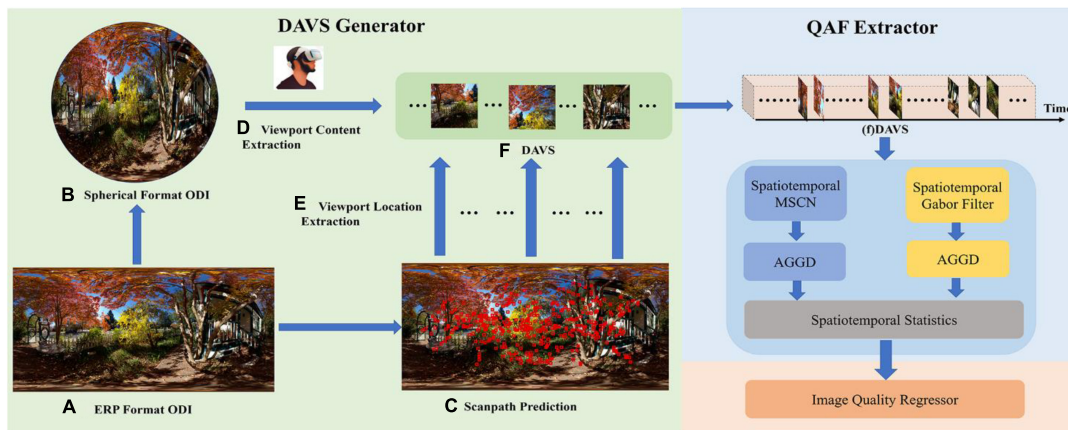 DAVS Generator
QAF Extractor
D Viewport Content
Extraction
F DAVS
(f)DAVS
Time
B Spherical Format ODI
E Viewport Location
Extraction
Spatiotemporal
MSCN
Spatiotemporal
Gabor Filter
AGGD
AGGD
Spatiotemporal Statistics
A ERP Format ODI
C Scanpath Prediction
Image Quality Regressor